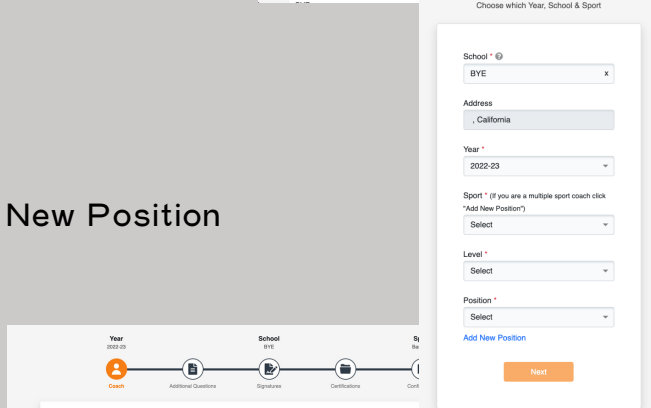 Choose which Year, School & Sport
School *
BYE x
Address
, California
Year *
2022-23
Sport * (If you are a multiple sport coach click
"Add New Position")
Select
Level *
Select
Position *
Select
Add New Position
Next
New Position
Year
2022-23
School
BYE
Coach
Additional Questions
Signatures
Certifications